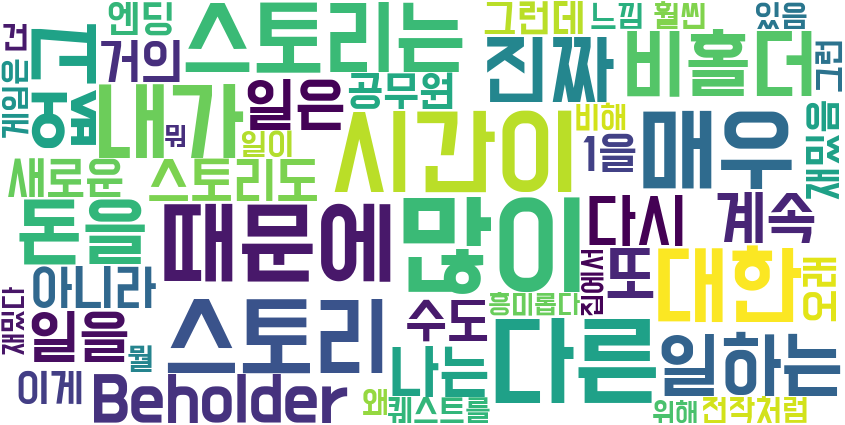 건
엔딩
스토리는
그런데
느낌
훨씬
있음
게임은
없고
거의
내가
일은
공무원
진짜
비홀더
그런
뭐
일이
시간이
비해
1을
매우
재밌음
새로운
스토리도
돈을
때문에
많이
다시
계속
재밌다
아니라
일을
뭘
스토리
수도
흥미롭다
집에서
또
대한
오래
이게
Beholder
왜
나는
퀘스트를
다른
일하는
위해
전작처럼